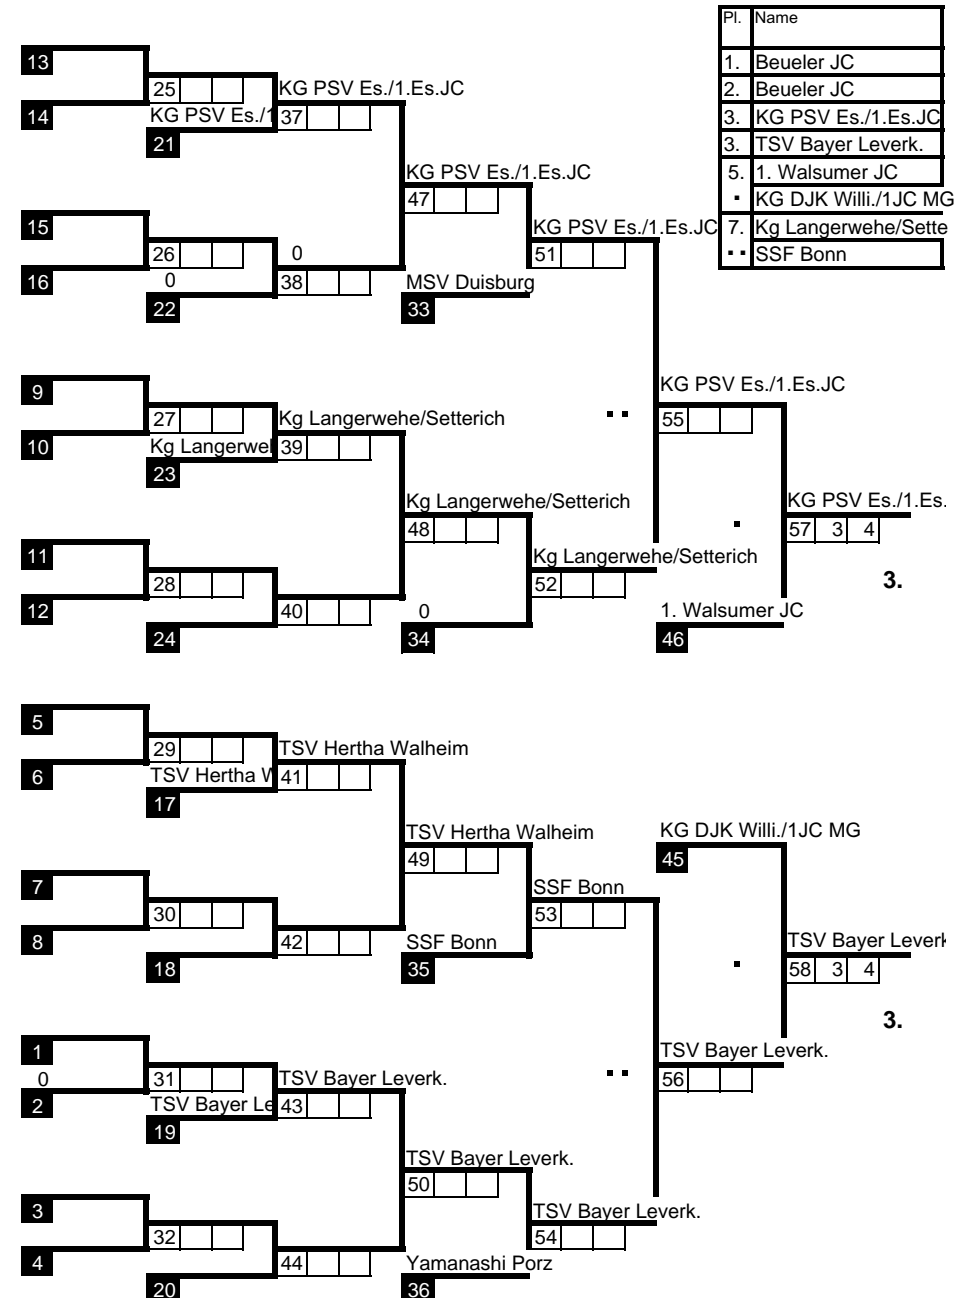 Pl. Name
1. Beueler JC
2. Beueler JC
3. KG PSV Es./1.Es.JC
3. TSV Bayer Leverk.
5. 1. Walsumer JC
. KG DJK Willi./1JC MG
7. Kg Langerwehe/Sette
.. SSF Bonn
13
25 KG PSV Es./1.Es.JC
14 KG PSV Es./1 37
21
KG PSV Es./1.Es.JC
47
15 KG PSV Es./1.Es.JC
26 0 51
16 0 38 MSV Duisburg
22 33
9 KG PSV Es./1.Es.JC
27 Kg Langerwehe/Setterich .. 55
10 Kg Langerwe 39
23
Kg Langerwehe/Setterich KG PSV Es./1.Es.
48 . 57 3 4
11 Kg Langerwehe/Setterich
28 52 3.
12 40 0 1. Walsumer JC
24 34 46
5
29 TSV Hertha Walheim
6 TSV Hertha W 41
17
TSV Hertha Walheim KG DJK Willi./1JC MG
49 45
7 SSF Bonn
30 53
8 42 SSF Bonn TSV Bayer Leverk
18 35 . 58 3 4
3.
1 TSV Bayer Leverk.
0 31 TSV Bayer Leverk. .. 56
2 TSV Bayer Le 43
19
TSV Bayer Leverk.
50
3 TSV Bayer Leverk.
32 54
4 44 Yamanashi Porz
20 36